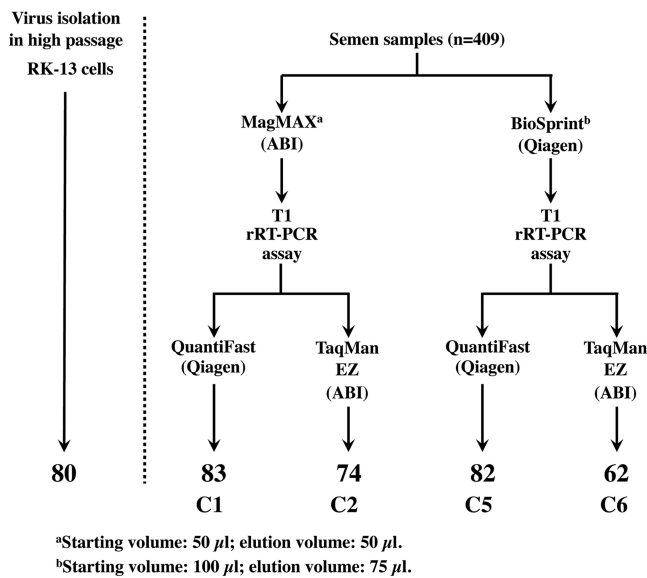 Virus isolation
in high passage
RK-13 cells
Semen samples (n=409)
MagMAXᵃ
(ABI)
BioSprintᵇ
(Qiagen)
T1
rRT-PCR
assay
T1
rRT-PCR
assay
QuantiFast
(Qiagen)
TaqMan
EZ
(ABI)
QuantiFast
(Qiagen)
TaqMan
EZ
(ABI)
80
83
74
82
62
C1
C2
C5
C6
ᵃStarting volume: 50 µl; elution volume: 50 µl.
ᵇStarting volume: 100 µl; elution volume: 75 µl.